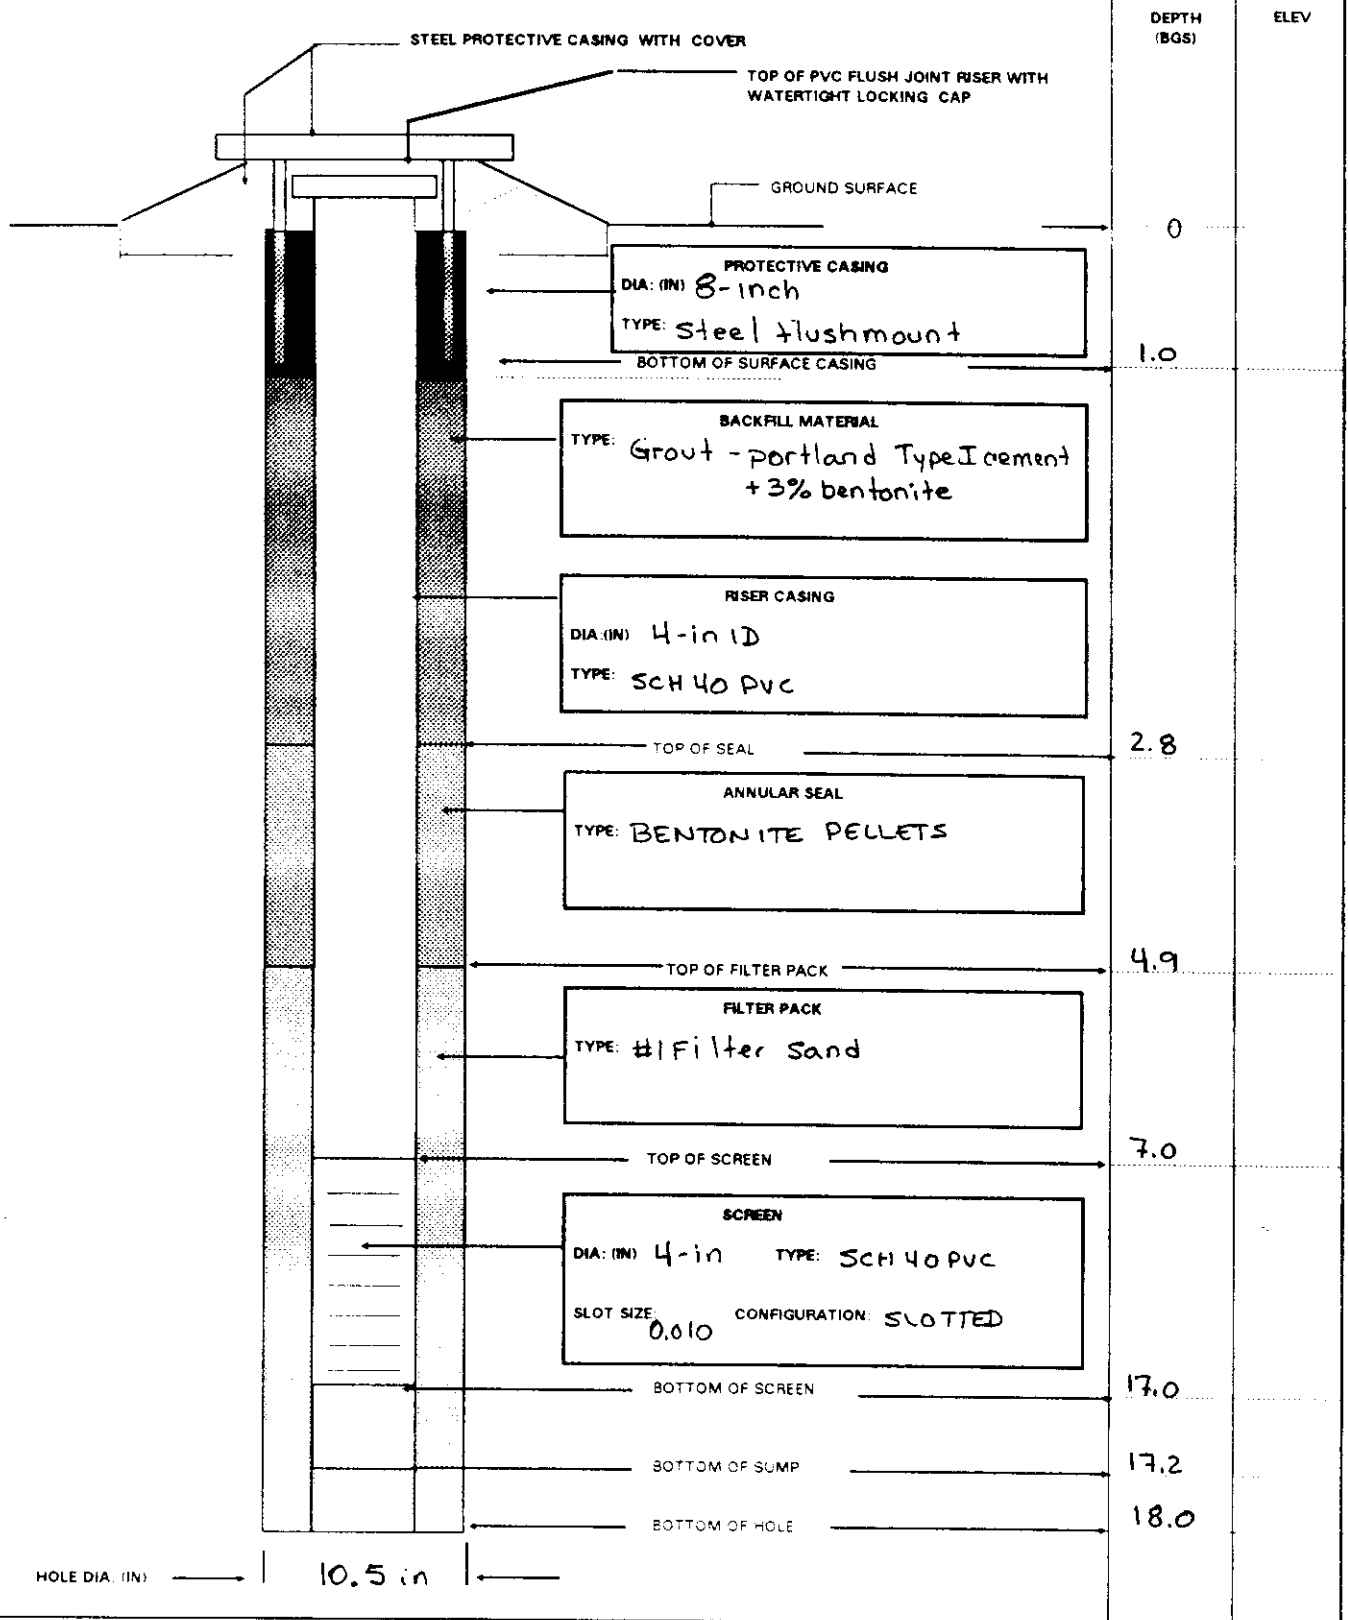 DEPTH
(BGS)
ELEV
STEEL PROTECTIVE CASING WITH COVER
TOP OF PVC FLUSH JOINT RISER WITH
WATERTIGHT LOCKING CAP
GROUND SURFACE
0
PROTECTIVE CASING
DIA: (IN) 8-inch
TYPE: Steel flushmount
BOTTOM OF SURFACE CASING
1.0
BACKFILL MATERIAL
TYPE: Grout - portland Type I cement
+3% bentonite
RISER CASING
DIA:(IN) 4-in ID
TYPE: SCH 40 PVC
TOP OF SEAL
2.8
ANNULAR SEAL
TYPE: BENTONITE PELLETS
TOP OF FILTER PACK
4.9
FILTER PACK
TYPE: #1 Filter Sand
TOP OF SCREEN
7.0
SCREEN
DIA: (IN) 4-in TYPE: SCH 40 PVC
SLOT SIZE: 0.010 CONFIGURATION: SLOTTED
BOTTOM OF SCREEN
17.0
BOTTOM OF SUMP
17.2
BOTTOM OF HOLE
18.0
HOLE DIA. (IN) 10.5 in